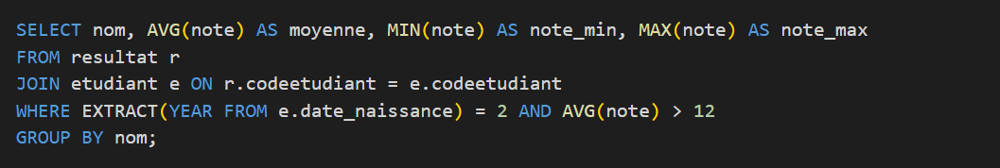 SELECT nom, AVG(note) AS moyenne, MIN(note) AS note_min, MAX(note) AS note_max
FROM resultat r
JOIN etudiant e ON r.codeetudiant = e.codeetudiant
WHERE EXTRACT(YEAR FROM e.date_naissance) = 2 AND AVG(note) > 12
GROUP BY nom;